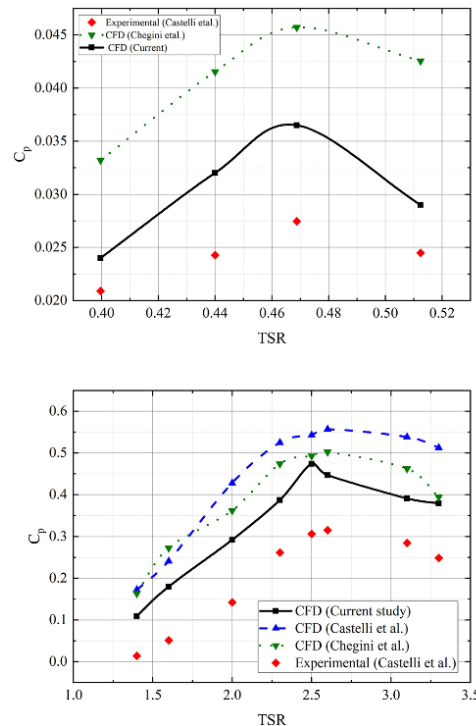 Experimental (Castelli etal.)
CFD (Chegini etal.)
CFD (Current)
0.045
0.040
0.035
0.030
0.025
0.020
Cp
0.40 0.42 0.44 0.46 0.48 0.50 0.52
TSR
0.6
0.5
0.4
0.3
0.2
0.1
0.0
Cp
CFD (Current study)
CFD (Castelli et al.)
CFD (Chegini et al.)
Experimental (Castelli et al.)
1.0 1.5 2.0 2.5 3.0 3.5
TSR